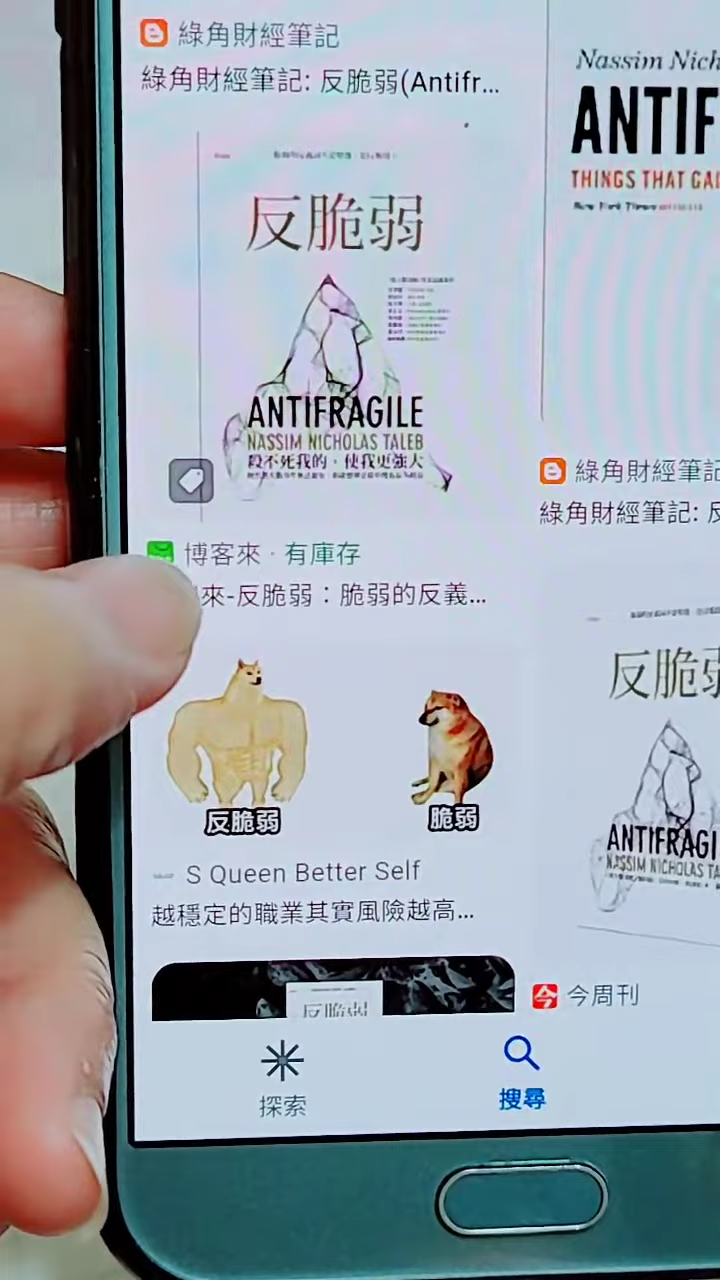 綠角財經筆記
綠角財經筆記: 反脆弱(Antifr...
反脆弱
ANTIFRAGILE
NASSIM NICHOLAS TALEB
殺不死我的，使我更強大
博客來 · 有庫存
來-反脆弱：脆弱的反義...
反脆弱
脆弱
S Queen Better Self
越穩定的職業其實風險越高...
反脆弱
Nassim Nich
ANTIF
THINGS THAT GAI
New York Times
綠角財經筆記
綠角財經筆記: 反
反脆弱
ANTIFRAGI
NASSIM NICHOLAS TA
今周刊
探索
搜尋